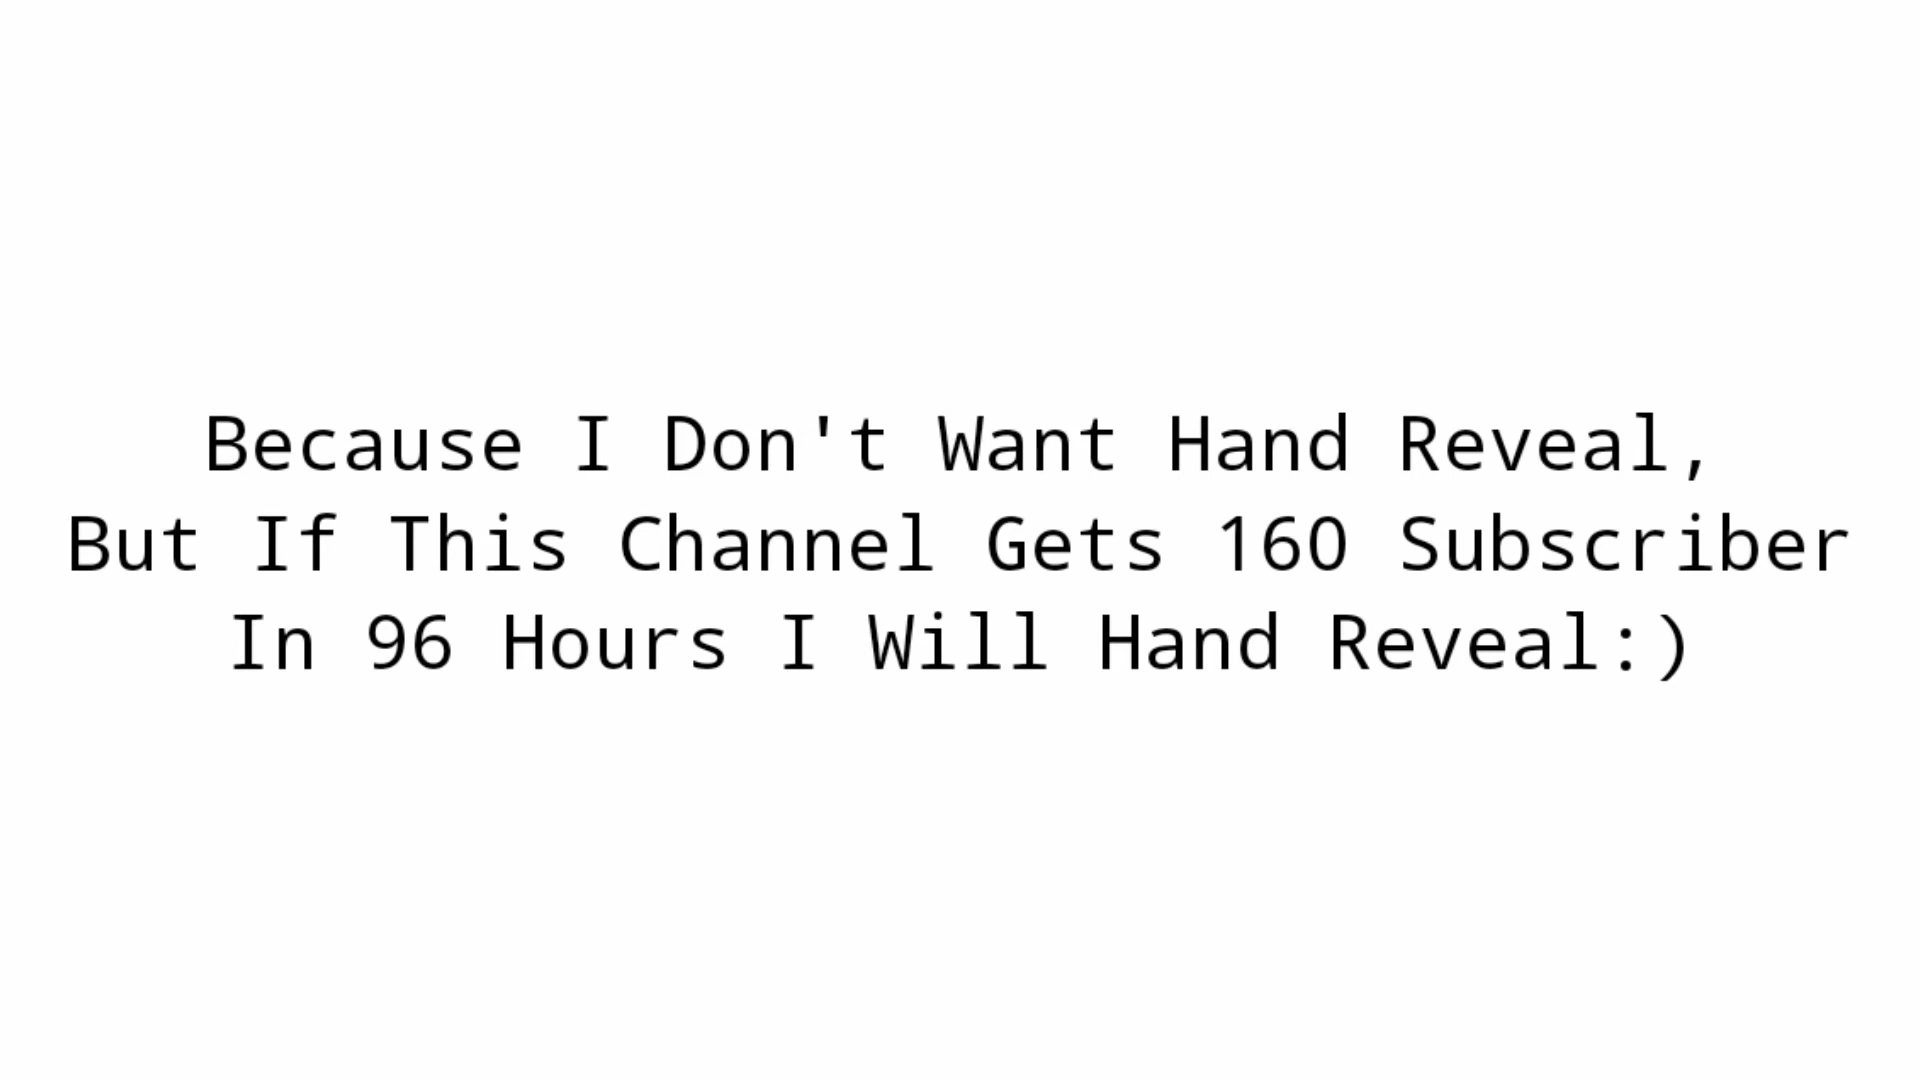 Because I Don't Want Hand Reveal,
But If This Channel Gets 160 Subscriber
In 96 Hours I Will Hand Reveal:)